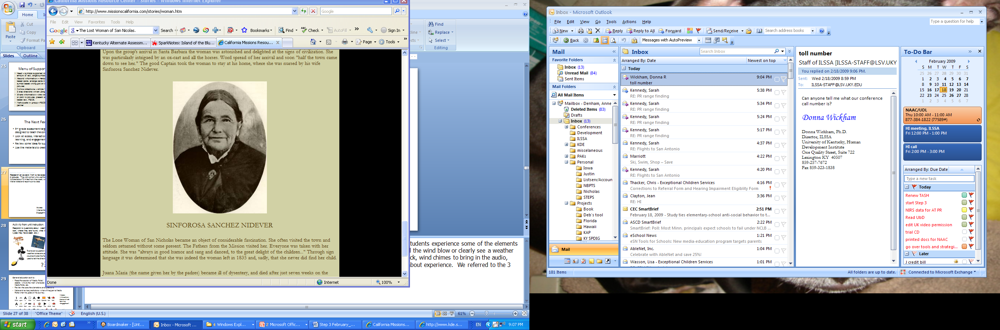 California Missions Resource Center - Stories - Windows Internet Explorer
http://www.missionscalifornia.com/stories/woman.htm
Google
File Edit View Favorites Tools Help
Google The Lost Woman of San Nicolas. Search Bookmarks Find Check AutoFill Sign In
Kentucky Alternate Assessm... SparkNotes: Island of the Blu... California Missions Resou... Page Tools
Upon the group's arrival in Santa Barbara the woman was astonished and delighted at the signs of civilization. She
was particularly intrigued by an ox-cart and all the horses. Word spread of her arrival and soon "half the town came
down to see her." The good Captain took the woman to stay at his home, where she was nursed by his wife
Sinforosa Sanchez Nidever.
SINFOROSA SANCHEZ NIDEVER
The Lone Woman of San Nicholas became an object of considerable fascination. She often visited the town and
seldom returned without some present. The Fathers from the Mission visited her. Everyone was taken with her
attitude. She was "always in good humor and sang and danced, to the great delight of the children..." Through sign
language it was determined that she was indeed the woman left in 1835 and, sadly, that she never did find her child.
Juana Maria (the name given her by the padres) became ill of dysentery, and died after just seven weeks on the
Done Internet 100%
Home
Paste
Cut
Copy
Format Pa
Clipboard
Slides Outline
25
Menu of Suppor
26
The Next Few
27
Access
28
Activity from unit instruction:
29
General education activity:
Find
Replace
Select
Editing
tudents experience some of the elements
the wind blow or clearly see a weather
ck, wind chimes to bring in the audio,
bout experience. We referred to the 3
Slide 27 of 38 "Office Theme" English (U.S.) 61%
start Boardmaker - [Unt... Inbox - Microsoft ... 4 Windows Expl... 2 Microsoft Offic... Step 3 February_... California Missions... http://www.kde.s... EN 9:07 PM
Inbox - Microsoft Outlook
File Edit View Go Tools Actions Help Type a question for help
New Reply Reply to All Forward Send/Receive Search address books
Back Messages with AutoPreview
Mail
Favorite Folders
Inbox (13)
Unread Mail (84)
Sent Items
Mail Folders
All Mail Items
Mailbox - Denham, Anne
Deleted Items (83)
Drafts
Inbox (13)
Conferences
Development
ILSSA
KDE
miscelaneous
PAKs
Personal
Iowa
Justin
Listserv/Accoun
NBPTS
Nicholas
STEPS
Projects
Book
Deb's tool
Florida
Hawaii
KAP
KY SPDIG
Mail
181 Items
Inbox Search Inbox
Arranged By: Date Newest on top
Today
Wickham, Donna R 9:04 PM
toll number
Kennedy, Sarah 5:38 PM
RE: PR range finding
Kennedy, Sarah 5:34 PM
RE: PR range finding
Kennedy, Sarah 5:24 PM
RE: PR range finding
Kennedy, Sarah 5:17 PM
RE: PR range finding
Kennedy, Sarah 4:37 PM
RE: Flights to San Antonio
Marriott 4:22 PM
Ski, Swim, Shop – Save
Kennedy, Sarah 4:20 PM
RE: Flights to San Antonio
Thacker, Chris - Exceptional Children Services 4:16 PM
Corrections to Referral Form and Hearing Impairment Eligiblity Form
Clayton, Jean 3:36 PM
RE: HI
CEC SmartBrief 2:51 PM
February 18, 2009 - Study ties elementary-school anti-social behavior to t...
ASCD SmartBrief 2:22 PM
SmartBrief: Poll: Most Minn. principals expect schools to fail under NCLB ...
eSchool News 1:21 PM
eSN Tools for Schools: New media-education program targets parents
AbleNet, Inc. 1:04 PM
Celebrate with AbleNet and save 25%!
Wasson, Lisa - Exceptional Children Services 1:01 PM
toll number
Staff of ILSSA [ILSSA-STAFF@LSV.UKY
You replied on 2/18/2009 9:06 PM.
Sent: Wed 2/18/2009 8:59 PM
To: ILSSA-STAFF@LSV.UKY.EDU
Can anyone tell me what our conference
call number is?
Donna Wickham
Donna Wickham, Ph.D.
Director, ILSSA
University of Kentucky, Human
Development Institute
One Quality Street, Suite 722
Lexington KY 40507
859-257-7672
Fax 859-323-1838
To-Do Bar
February 2009
S M T W T F S
25 26 27 28 29 30 31
1 2 3 4 5 6 7
8 9 10 11 12 13 14
15 16 17 18 19 20 21
22 23 24 25 26 27 28
1 2 3 4 5 6 7
NAAC/UDL
Thu 10:00 AM - 11:00 AM
877-384-1822 (77589#)
HI meeting, ILSSA
Fri 12:00 PM - 1:00 PM
HI call
Fri 2:00 PM - 3:00 PM
Arranged By: Due Date
Type a new task
Today
Renew TASH
start Step 3
NIRS data for AT PR
Read UbD
edit UK video permission
trial CD
printed docs for NAAC
go over tools and strategi...
Later
J credit bill
All folders are up to date. Connected to Microsoft Exchange